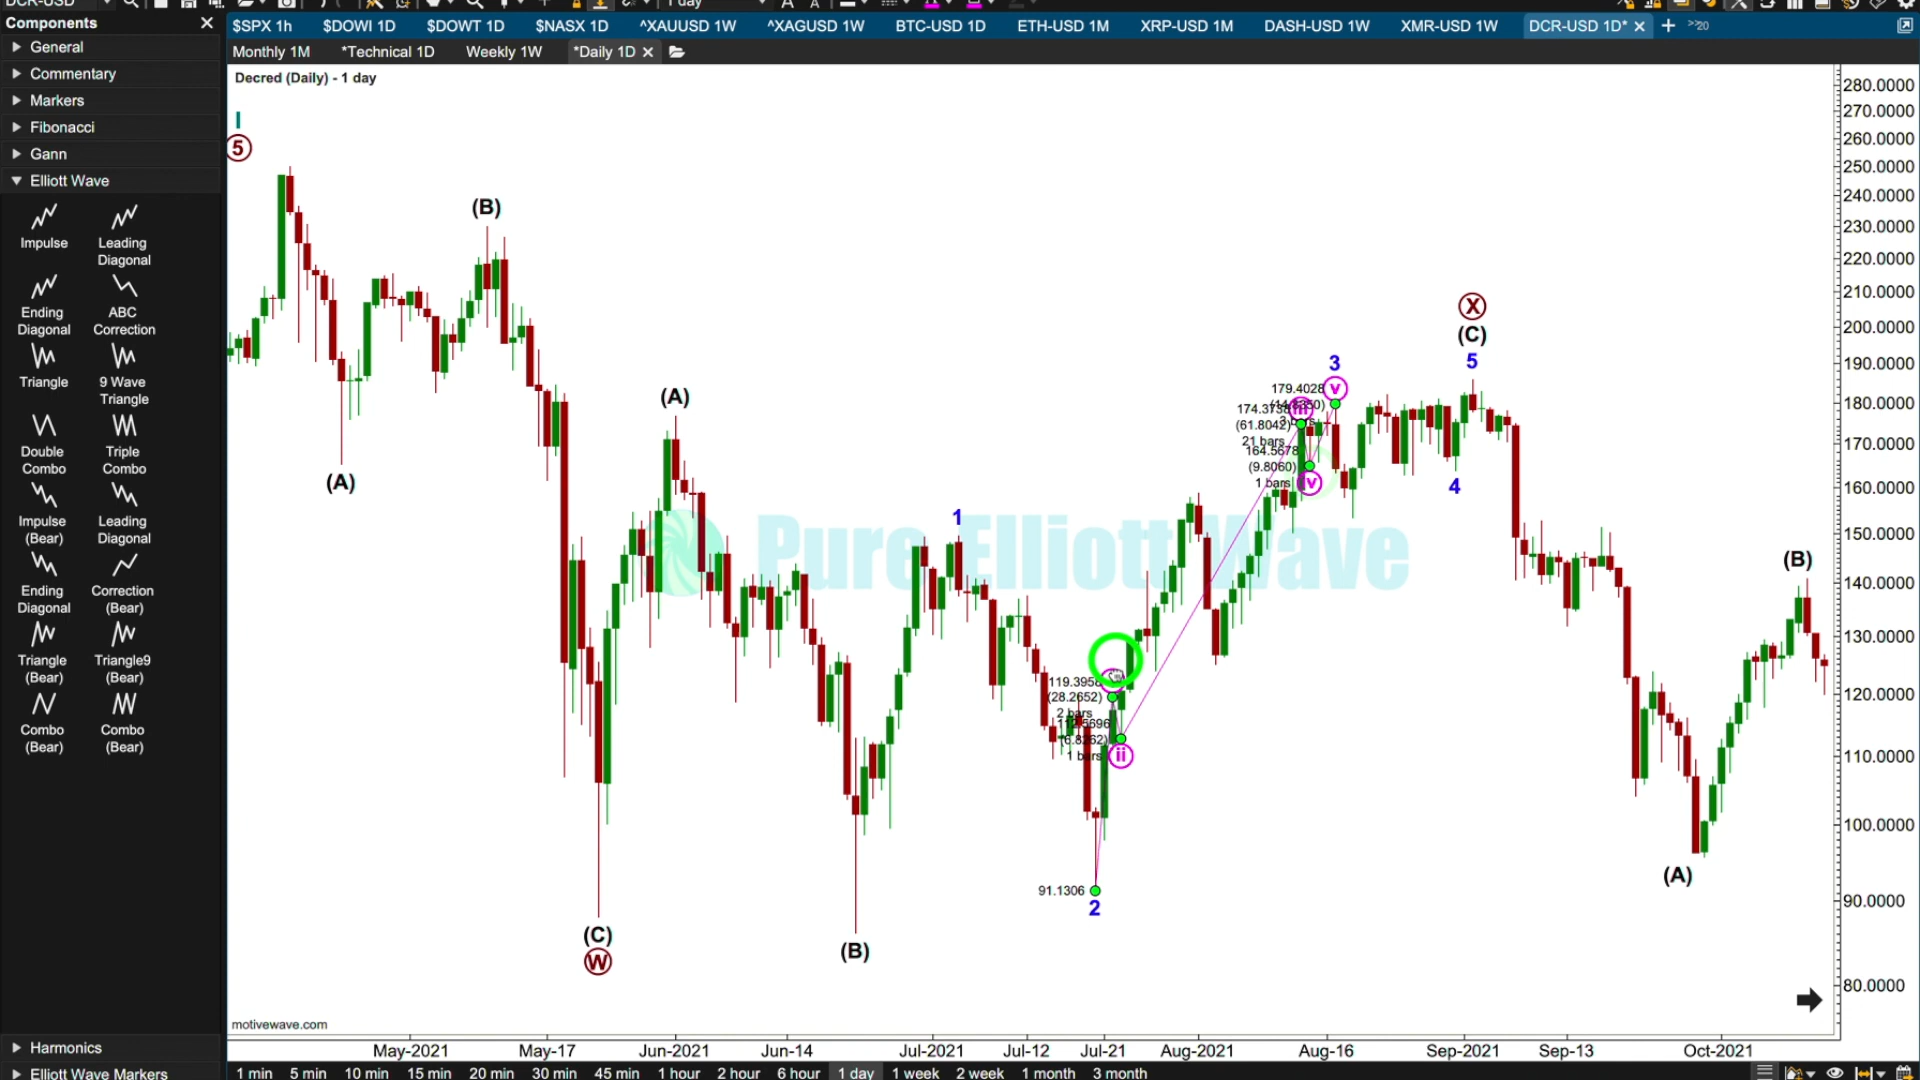 DCR-USD
1 day
Components
General
Commentary
Markers
Fibonacci
Gann
Elliott Wave
Impulse
Leading Diagonal
Ending Diagonal
ABC Correction
Triangle
9 Wave Triangle
Double Combo
Triple Combo
Impulse (Bear)
Leading Diagonal
Ending Diagonal
Correction (Bear)
Triangle (Bear)
Triangle9 (Bear)
Combo (Bear)
Combo (Bear)
Harmonics
Elliott Wave Markers
$SPX 1h
$DOWI 1D
$DOWT 1D
$NASX 1D
^XAUUSD 1W
^XAGUSD 1W
BTC-USD 1D
ETH-USD 1M
XRP-USD 1M
DASH-USD 1W
XMR-USD 1W
DCR-USD 1D*
20
Monthly 1M
*Technical 1D
Weekly 1W
*Daily 1D
Decred (Daily) - 1 day
I
5
(B)
(A)
(A)
(C)
W
(B)
1
2
91.1306
119.3958
(28.2652)
2 bars
112.5696
(6.8262)
1 bars
ii
3
179.4028
v
174.3738
iii
(61.8042)
21 bars
164.5678
(9.8060)
1 bars
iv
X
(C)
5
4
(A)
(B)
Pure Elliott Wave
280.0000
270.0000
260.0000
250.0000
240.0000
230.0000
220.0000
210.0000
200.0000
190.0000
180.0000
170.0000
160.0000
150.0000
140.0000
130.0000
120.0000
110.0000
100.0000
90.0000
80.0000
motivewave.com
May-2021
May-17
Jun-2021
Jun-14
Jul-2021
Jul-12
Jul-21
Aug-2021
Aug-16
Sep-2021
Sep-13
Oct-2021
1 min
5 min
10 min
15 min
20 min
30 min
45 min
1 hour
2 hour
6 hour
1 day
1 week
2 week
1 month
3 month